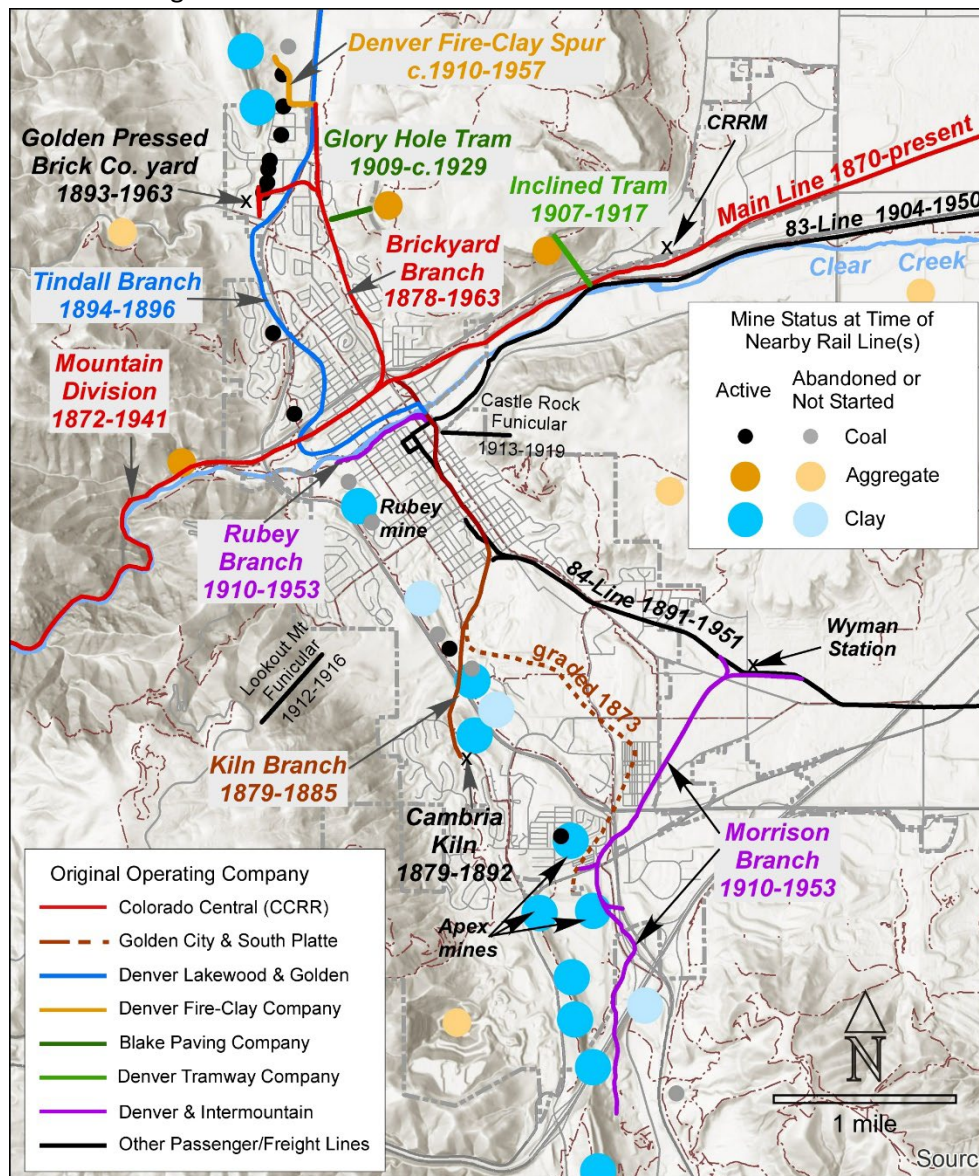 Denver Fire-Clay Spur
c.1910-1957
Golden Pressed
Brick Co. yard
1893-1963
Glory Hole Tram
1909-c.1929
CRRM
Inclined Tram
1907-1917
Main Line 1870-present
83-Line 1904-1950
Clear Creek
Brickyard
Branch
1878-1963
Tindall Branch
1894-1896
Mountain
Division
1872-1941
Castle Rock
Funicular
1913-1919
Mine Status at Time of
Nearby Rail Line(s)
Active
Abandoned or
Not Started
Coal
Aggregate
Clay
Rubey
mine
Rubey
Branch
1910-1953
84-Line 1891-1951
Wyman
Station
Lookout Mt
Funicular
1912-1916
graded 1873
Kiln Branch
1879-1885
Cambria
Kiln
1879-1892
Morrison
Branch
1910-1953
Apex
mines
Original Operating Company
Colorado Central (CCRR)
Golden City & South Platte
Denver Lakewood & Golden
Denver Fire-Clay Company
Blake Paving Company
Denver Tramway Company
Denver & Intermountain
Other Passenger/Freight Lines
N
1 mile
Sourc